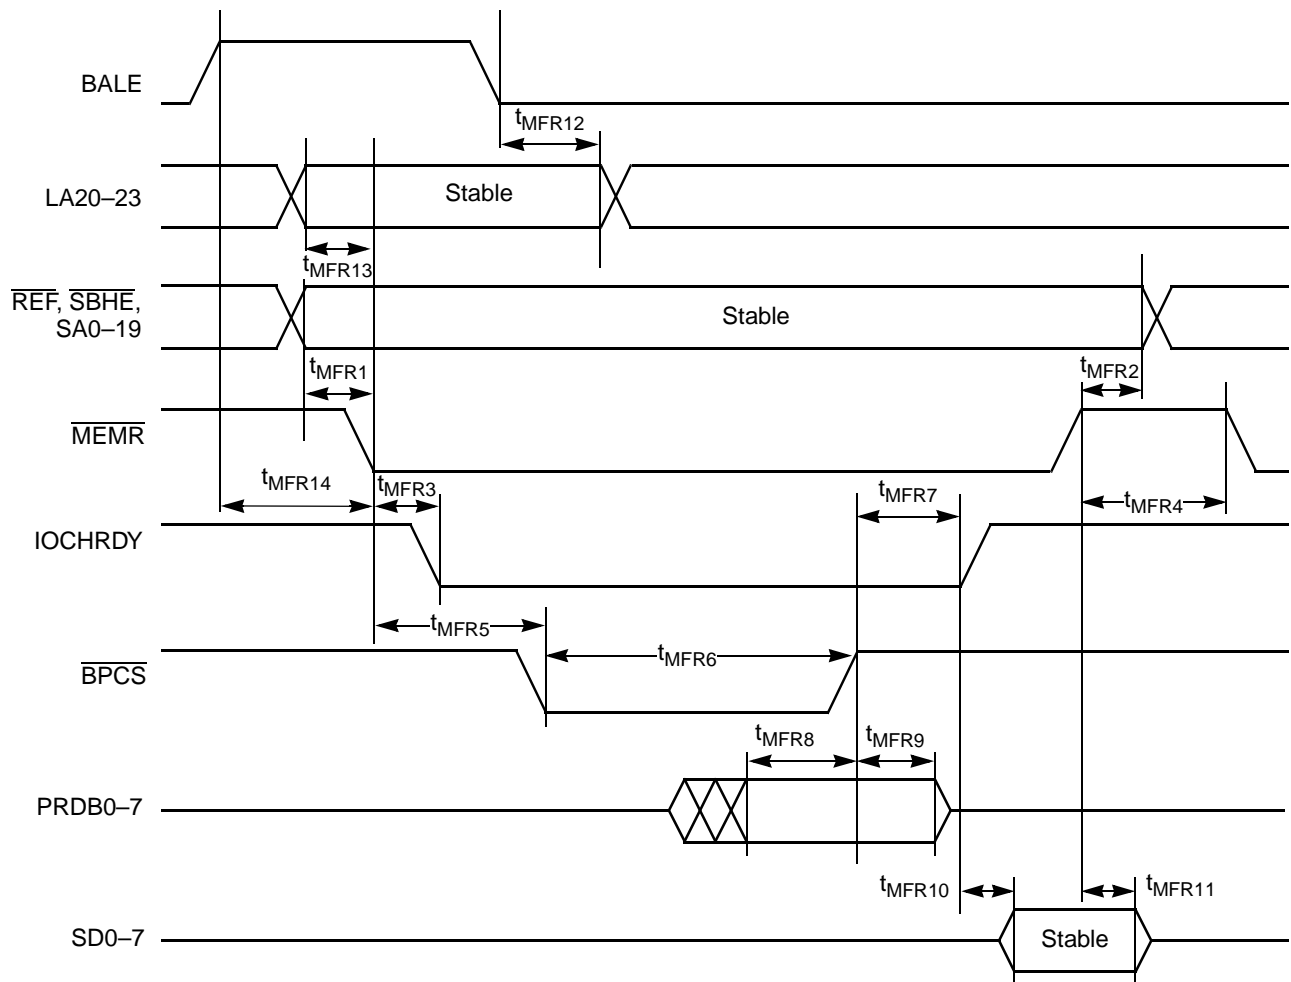 BALE
tMFR12
LA20–23
Stable
tMFR13
REF, SBHE,
SA0–19
Stable
tMFR1
tMFR2
MEMR
tMFR14
tMFR3
tMFR7
tMFR4
IOCHRDY
tMFR5
tMFR6
BPCS
tMFR8
tMFR9
PRDB0–7
tMFR10
tMFR11
SD0–7
Stable